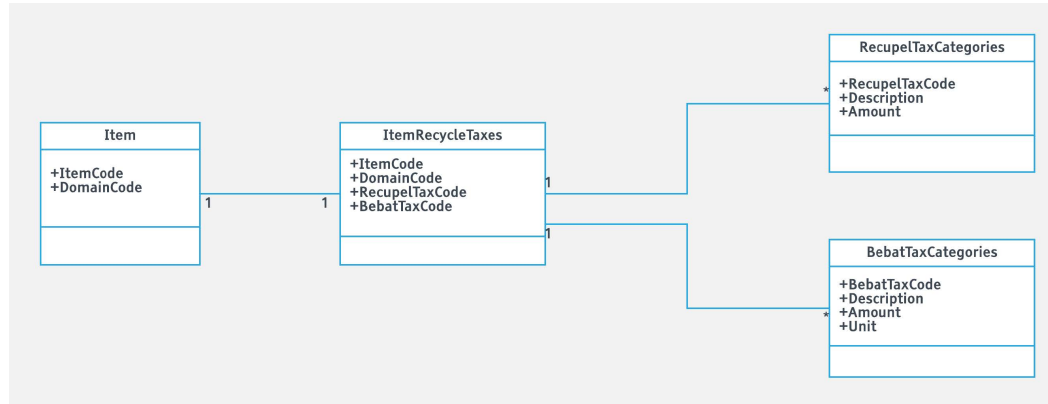 RecupelTaxCategories
+RecupelTaxCode
+Description
+Amount
*
Item
+ItemCode
+DomainCode
1
1
ItemRecycleTaxes
+ItemCode
+DomainCode
+RecupelTaxCode
+BebatTaxCode
1
1
BebatTaxCategories
+BebatTaxCode
+Description
+Amount
+Unit
*